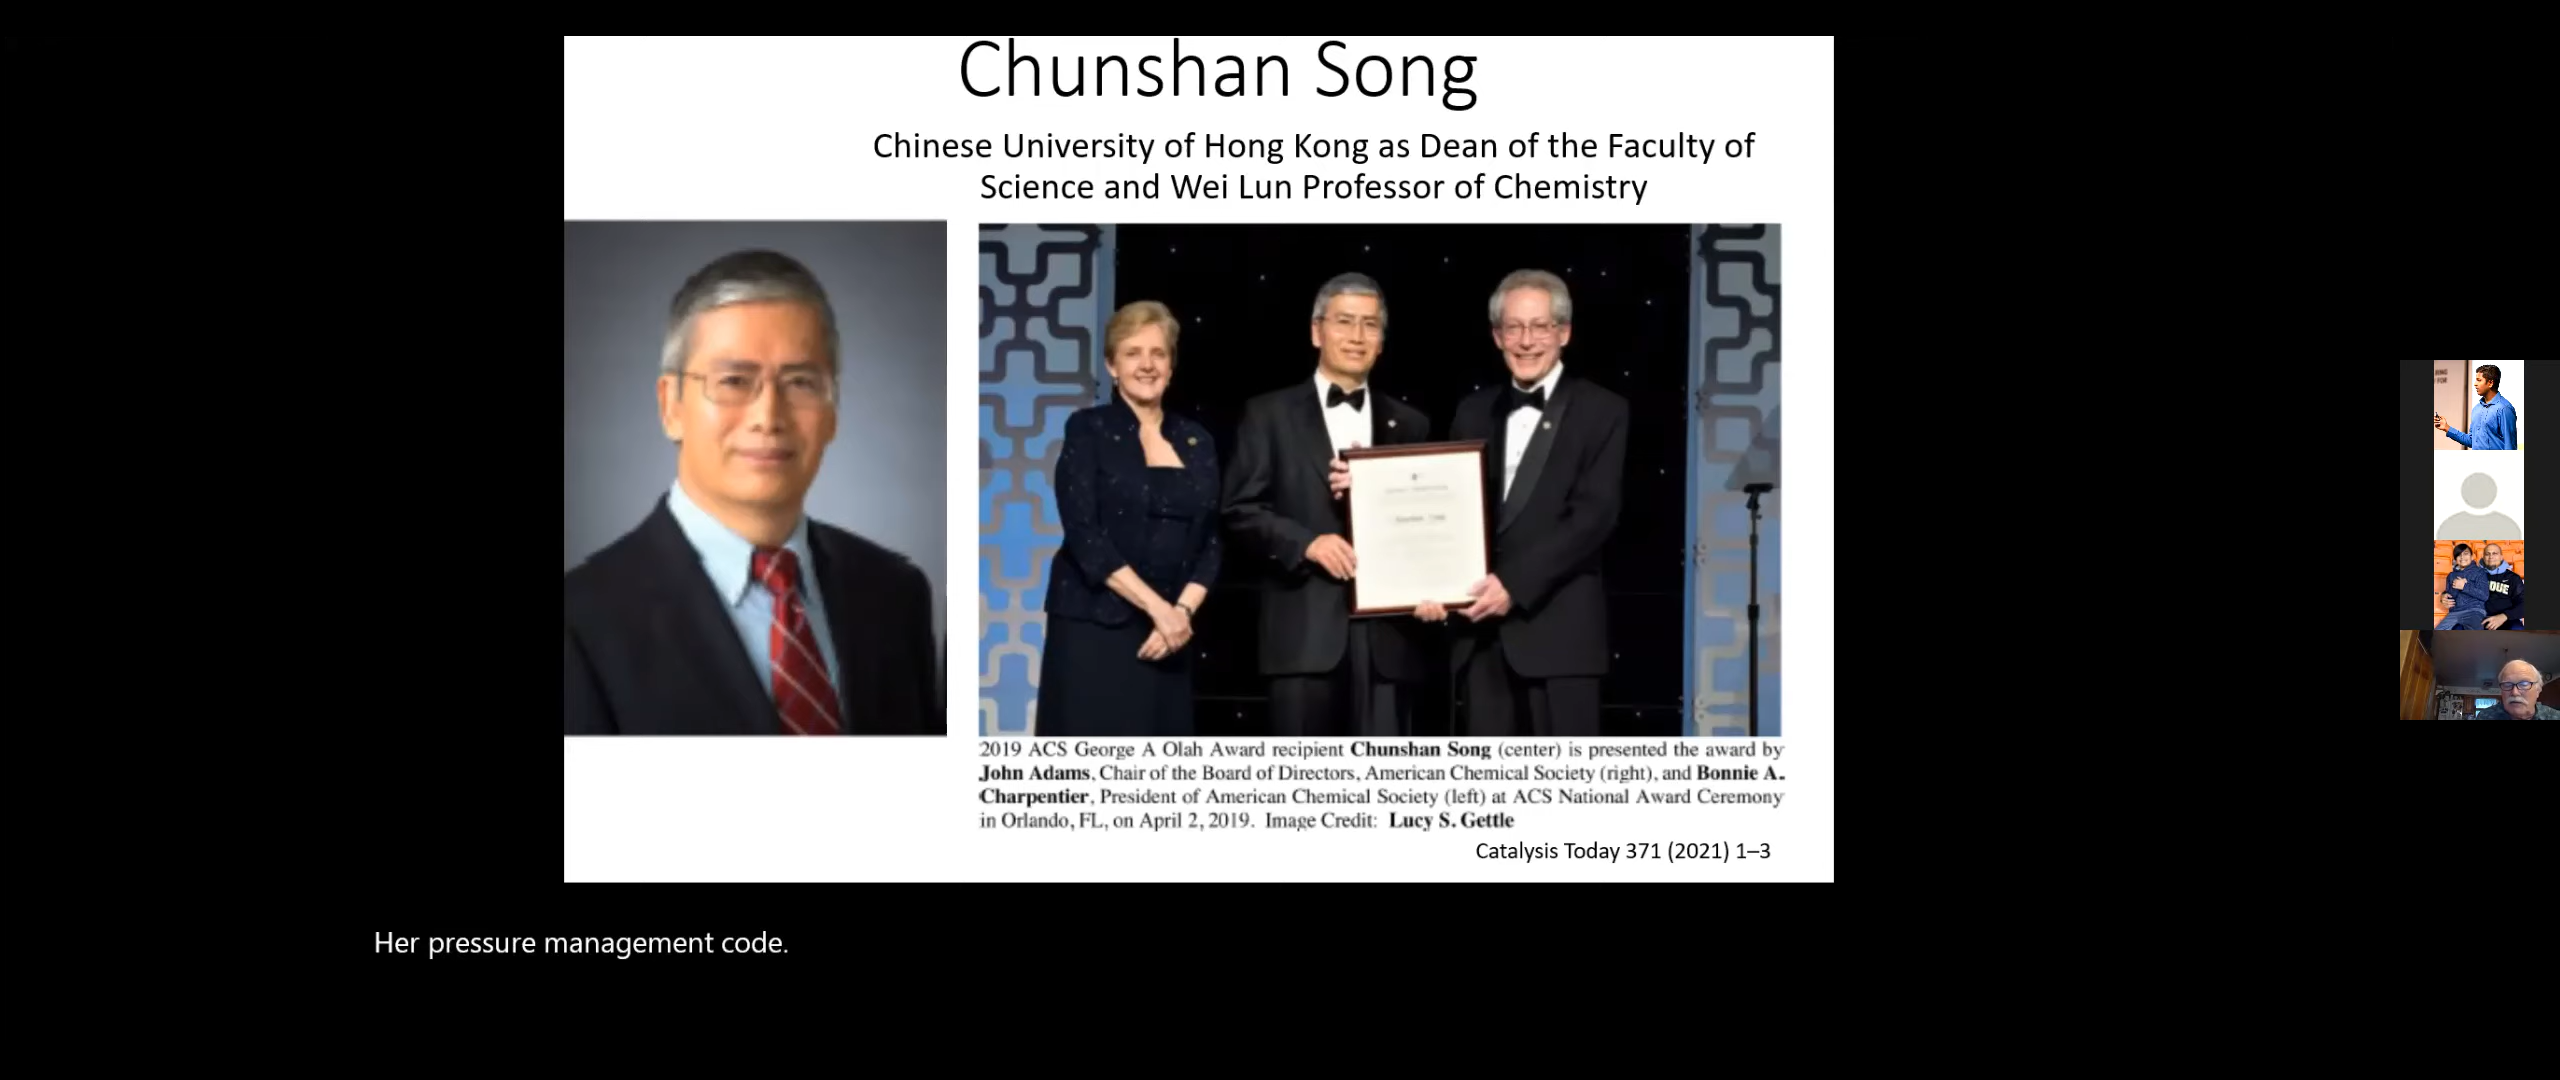 Chunshan Song
Chinese University of Hong Kong as Dean of the Faculty of
Science and Wei Lun Professor of Chemistry
2019 ACS George A Olah Award recipient Chunshan Song (center) is presented the award by
John Adams, Chair of the Board of Directors, American Chemical Society (right), and Bonnie A.
Charpentier, President of American Chemical Society (left) at ACS National Award Ceremony
in Orlando, FL, on April 2, 2019. Image Credit: Lucy S. Gettle
Catalysis Today 371 (2021) 1–3
Her pressure management code.